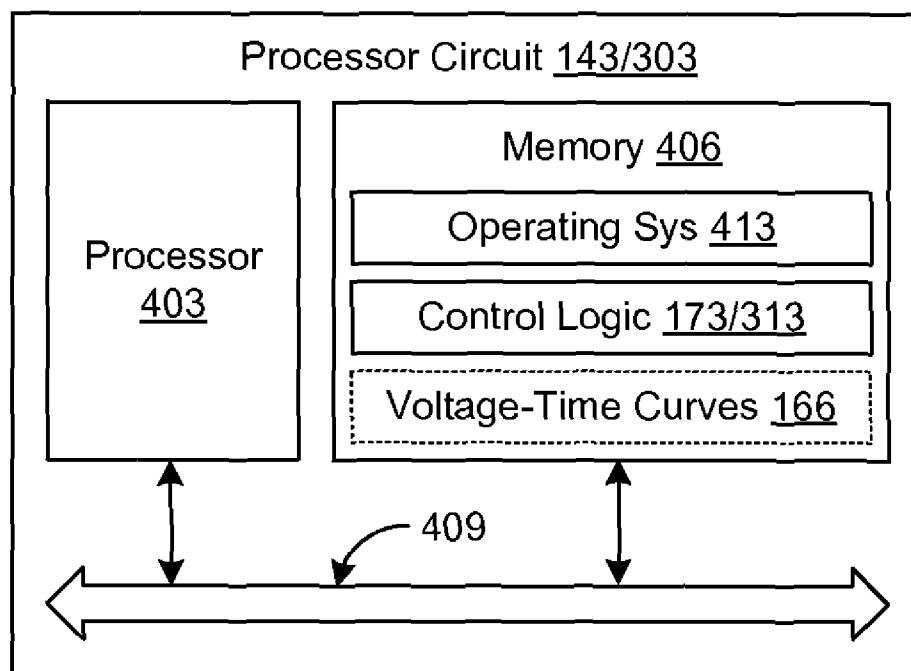 Processor Circuit 143/303
Processor
403
Memory 406
Operating Sys 413
Control Logic 173/313
Voltage-Time Curves 166
409